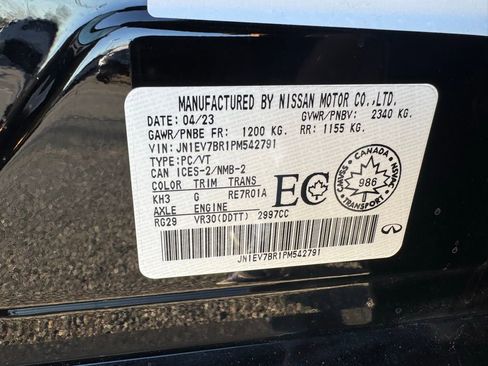 MANUFACTURED BY NISSAN MOTOR CO.,LTD.
DATE: 04/23 GVWR/PNBV: 2340 KG.
GAWR/PNBE FR: 1200 KG. RR: 1155 KG.
VIN: JN1EV7BR1PM542791
TYPE:PC/VT
CAN ICES-2/NMB-2
COLOR TRIM TRANS
KH3 G RE7R01A
AXLE ENGINE
RG29 VR30(DDTT) 2997CC
EC
CANADA
CMVSS NSVAC
986
TRANSPORT
JN1EV7BR1PM542791